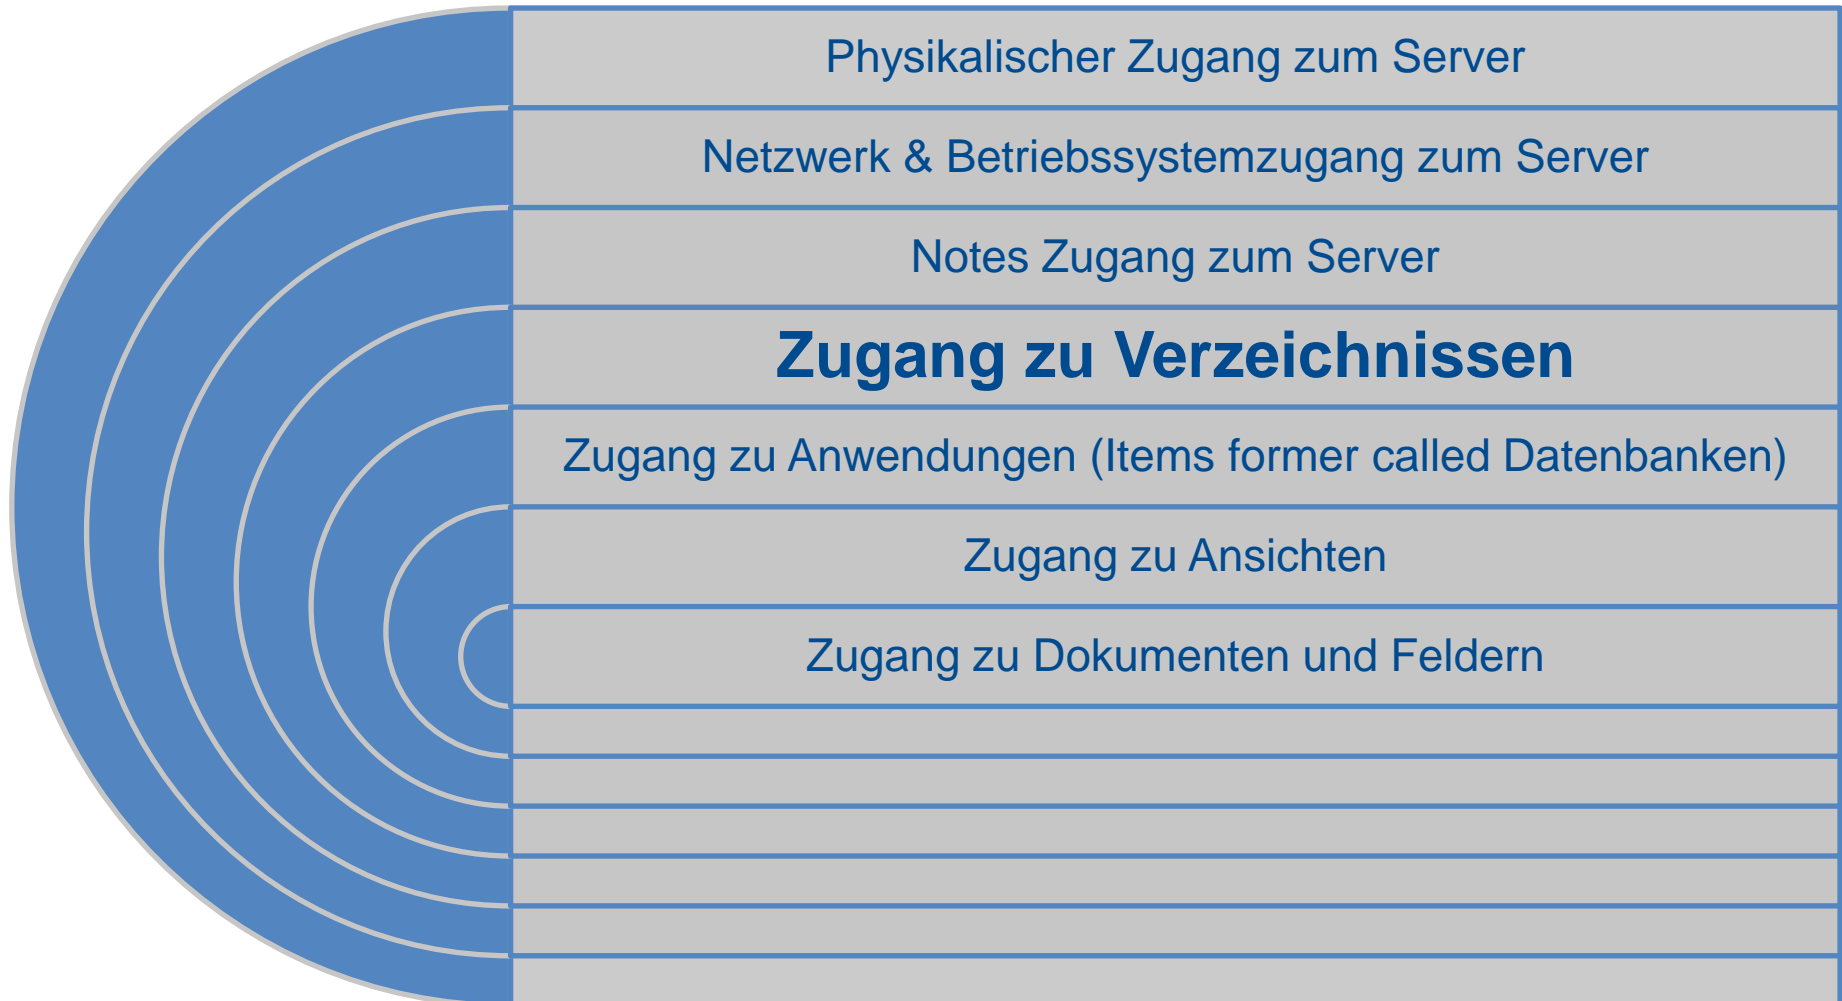 Physikalischer Zugang zum Server
Netzwerk & Betriebssystemzugang zum Server
Notes Zugang zum Server
Zugang zu Verzeichnissen
Zugang zu Anwendungen (Items former called Datenbanken)
Zugang zu Ansichten
Zugang zu Dokumenten und Feldern